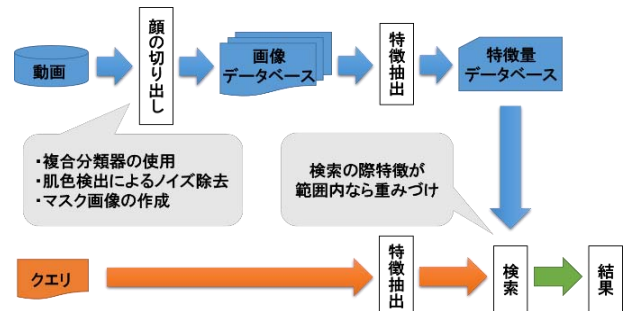 動画
顔の切り出し
画像
データベース
特徴抽出
特徴量
データベース
・複合分類器の使用
・肌色検出によるノイズ除去
・マスク画像の作成
検索の際特徴が
範囲内なら重みづけ
クエリ
特徴抽出
検索
結果